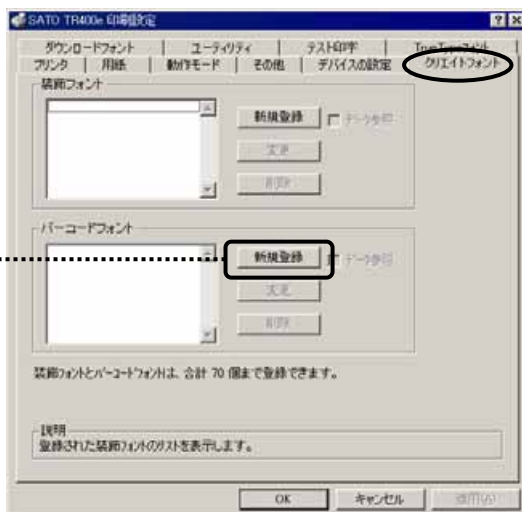 SATO TR400e 印刷設定
ダウンロードフォント ユーティリティ テスト印字 TrueTypeフォント
プリンタ 用紙 動作モード その他 デバイスの設定 クリエイトフォント
装飾フォント
新規登録 データ参照
変更
削除
バーコードフォント
新規登録 データ参照
変更
削除
装飾フォントとバーコードフォントは、合計 70 個まで登録できます。
説明
登録された装飾フォントのリストを表示します。
OK キャンセル 適用(A)